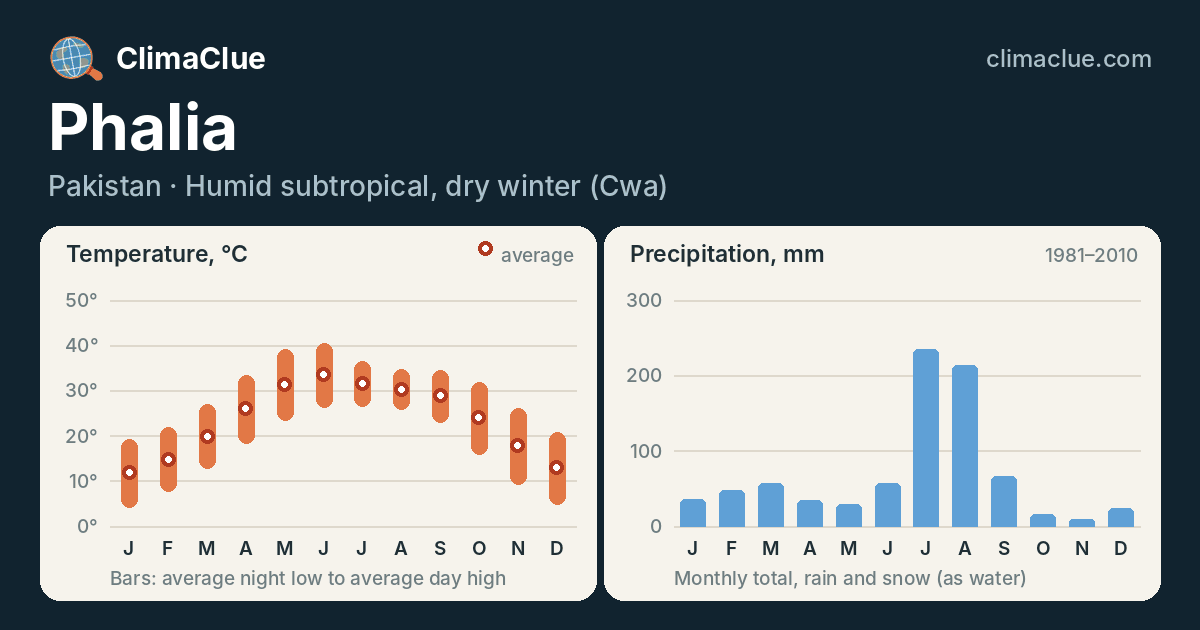 ClimaClue
climaclue.com
Phalia
Pakistan · Humid subtropical, dry winter (Cwa)
Temperature, °C
average
50°
40°
30°
20°
10°
0°
J F M A M J J A S O N D
Bars: average night low to average day high
Precipitation, mm
1981–2010
300
200
100
0
J F M A M J J A S O N D
Monthly total, rain and snow (as water)